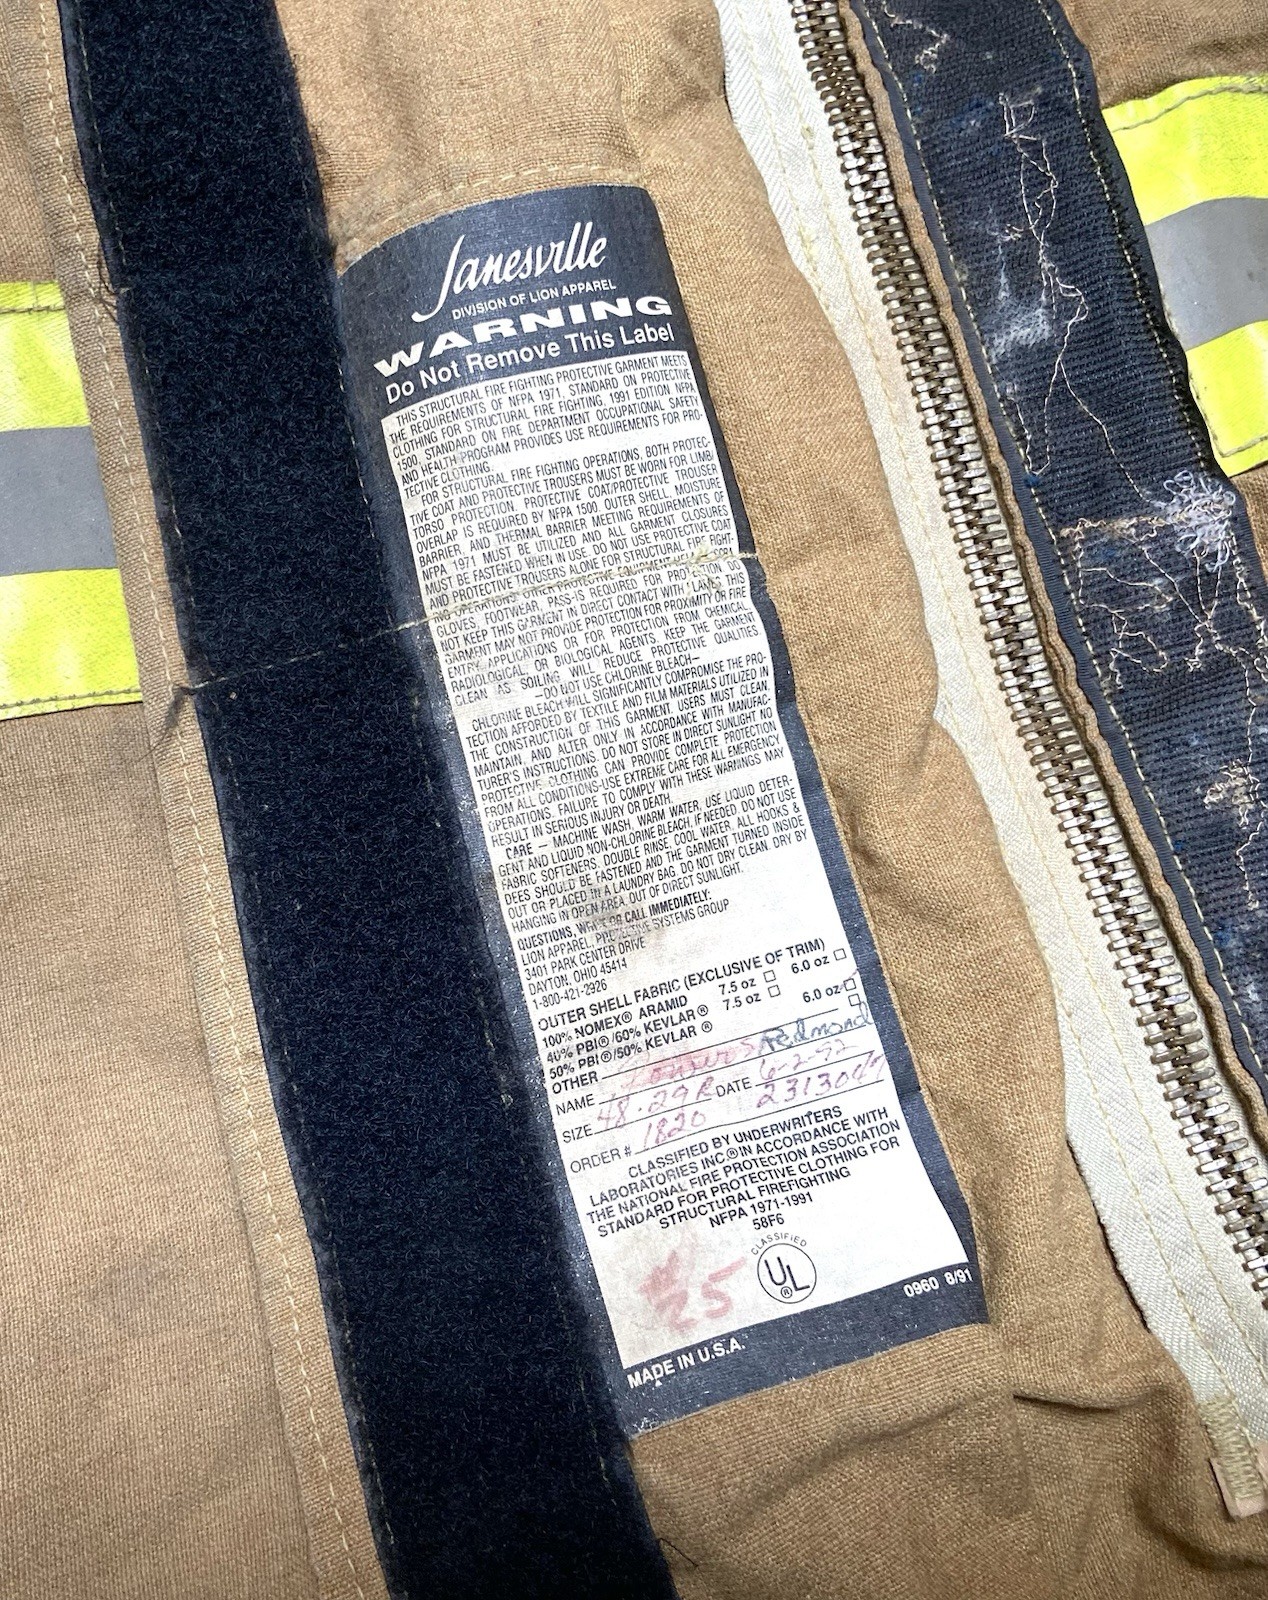 Janesville
DIVISION OF LION APPAREL
WARNING
Do Not Remove This Label
THIS STRUCTURAL FIRE FIGHTING PROTECTIVE GARMENT MEETS
THE REQUIREMENTS OF NFPA 1971, STANDARD ON PROTECTIVE
CLOTHING FOR STRUCTURAL FIRE FIGHTING, 1991 EDITION. NFPA
1500, STANDARD ON FIRE DEPARTMENT OCCUPATIONAL SAFETY
AND HEALTH PROGRAM PROVIDES USE REQUIREMENTS FOR PRO-
TECTIVE CLOTHING.
FOR STRUCTURAL FIRE FIGHTING OPERATIONS, BOTH PROTEC-
TIVE COAT AND PROTECTIVE TROUSERS MUST BE WORN FOR LIMB/
TORSO PROTECTION. PROTECTIVE COAT/PROTECTIVE TROUSER
OVERLAP IS REQUIRED BY NFPA 1500. OUTER SHELL, MOISTURE
BARRIER, AND THERMAL BARRIER MEETING REQUIREMENTS OF
NFPA 1971 MUST BE UTILIZED AND ALL GARMENT CLOSURES
MUST BE FASTENED WHEN IN USE. DO NOT USE PROTECTIVE COAT
AND PROTECTIVE TROUSERS ALONE FOR STRUCTURAL FIRE FIGHT-
ING OPERATIONS. OTHER PROTECTIVE EQUIPMENT
GLOVES, FOOTWEAR, PASS-IS REQUIRED FOR PROTECTION DO
NOT KEEP THIS GARMENT IN DIRECT CONTACT WITH FLAMES THIS
GARMENT MAY NOT PROVIDE PROTECTION FOR PROXIMITY OR FIRE
ENTRY APPLICATIONS OR FOR PROTECTION FROM CHEMICAL
RADIOLOGICAL OR BIOLOGICAL AGENTS. KEEP THE GARMENT
CLEAN AS SOILING WILL REDUCE PROTECTIVE QUALITIES
—DO NOT USE CHLORINE BLEACH—
CHLORINE BLEACH WILL SIGNIFICANTLY COMPROMISE THE PRO-
TECTION AFFORDED BY TEXTILE AND FILM MATERIALS UTILIZED IN
THE CONSTRUCTION OF THIS GARMENT. USERS MUST CLEAN,
MAINTAIN, AND ALTER ONLY IN ACCORDANCE WITH MANUFAC-
TURER'S INSTRUCTIONS. DO NOT STORE IN DIRECT SUNLIGHT NO
PROTECTIVE CLOTHING CAN PROVIDE COMPLETE PROTECTION
FROM ALL CONDITIONS-USE EXTREME CARE FOR ALL EMERGENCY
OPERATIONS. FAILURE TO COMPLY WITH THESE WARNINGS MAY
RESULT IN SERIOUS INJURY OR DEATH.
CARE — MACHINE WASH, WARM WATER, USE LIQUID DETER-
GENT AND LIQUID NON-CHLORINE BLEACH, IF NEEDED. DO NOT USE
FABRIC SOFTENERS. DOUBLE RINSE, COOL WATER. ALL HOOKS &
DEES SHOULD BE FASTENED AND THE GARMENT TURNED INSIDE
OUT OR PLACED IN A LAUNDRY BAG. DO NOT DRY CLEAN. DRY BY
HANGING IN OPEN AREA, OUT OF DIRECT SUNLIGHT.
QUESTIONS, WRITE OR CALL IMMEDIATELY:
LION APPAREL, PROTECTIVE SYSTEMS GROUP
3401 PARK CENTER DRIVE
DAYTON, OHIO 45414
1-800-421-2926
OUTER SHELL FABRIC (EXCLUSIVE OF TRIM)
100% NOMEX® ARAMID 7.5 oz ☐ 6.0 oz ☐
40% PBI®/60% KEVLAR® 7.5 oz ☐ 6.0 oz ☐
50% PBI®/50% KEVLAR® ☐
OTHER
NAME Redmond
SIZE 48.29R DATE 6-2-92
ORDER # 1820 2313047
CLASSIFIED BY UNDERWRITERS
LABORATORIES INC.® IN ACCORDANCE WITH
THE NATIONAL FIRE PROTECTION ASSOCIATION
STANDARD FOR PROTECTIVE CLOTHING FOR
STRUCTURAL FIREFIGHTING
NFPA 1971-1991
58F6
CLASSIFIED
UL®
# 25
0960 8/91
MADE IN U.S.A.